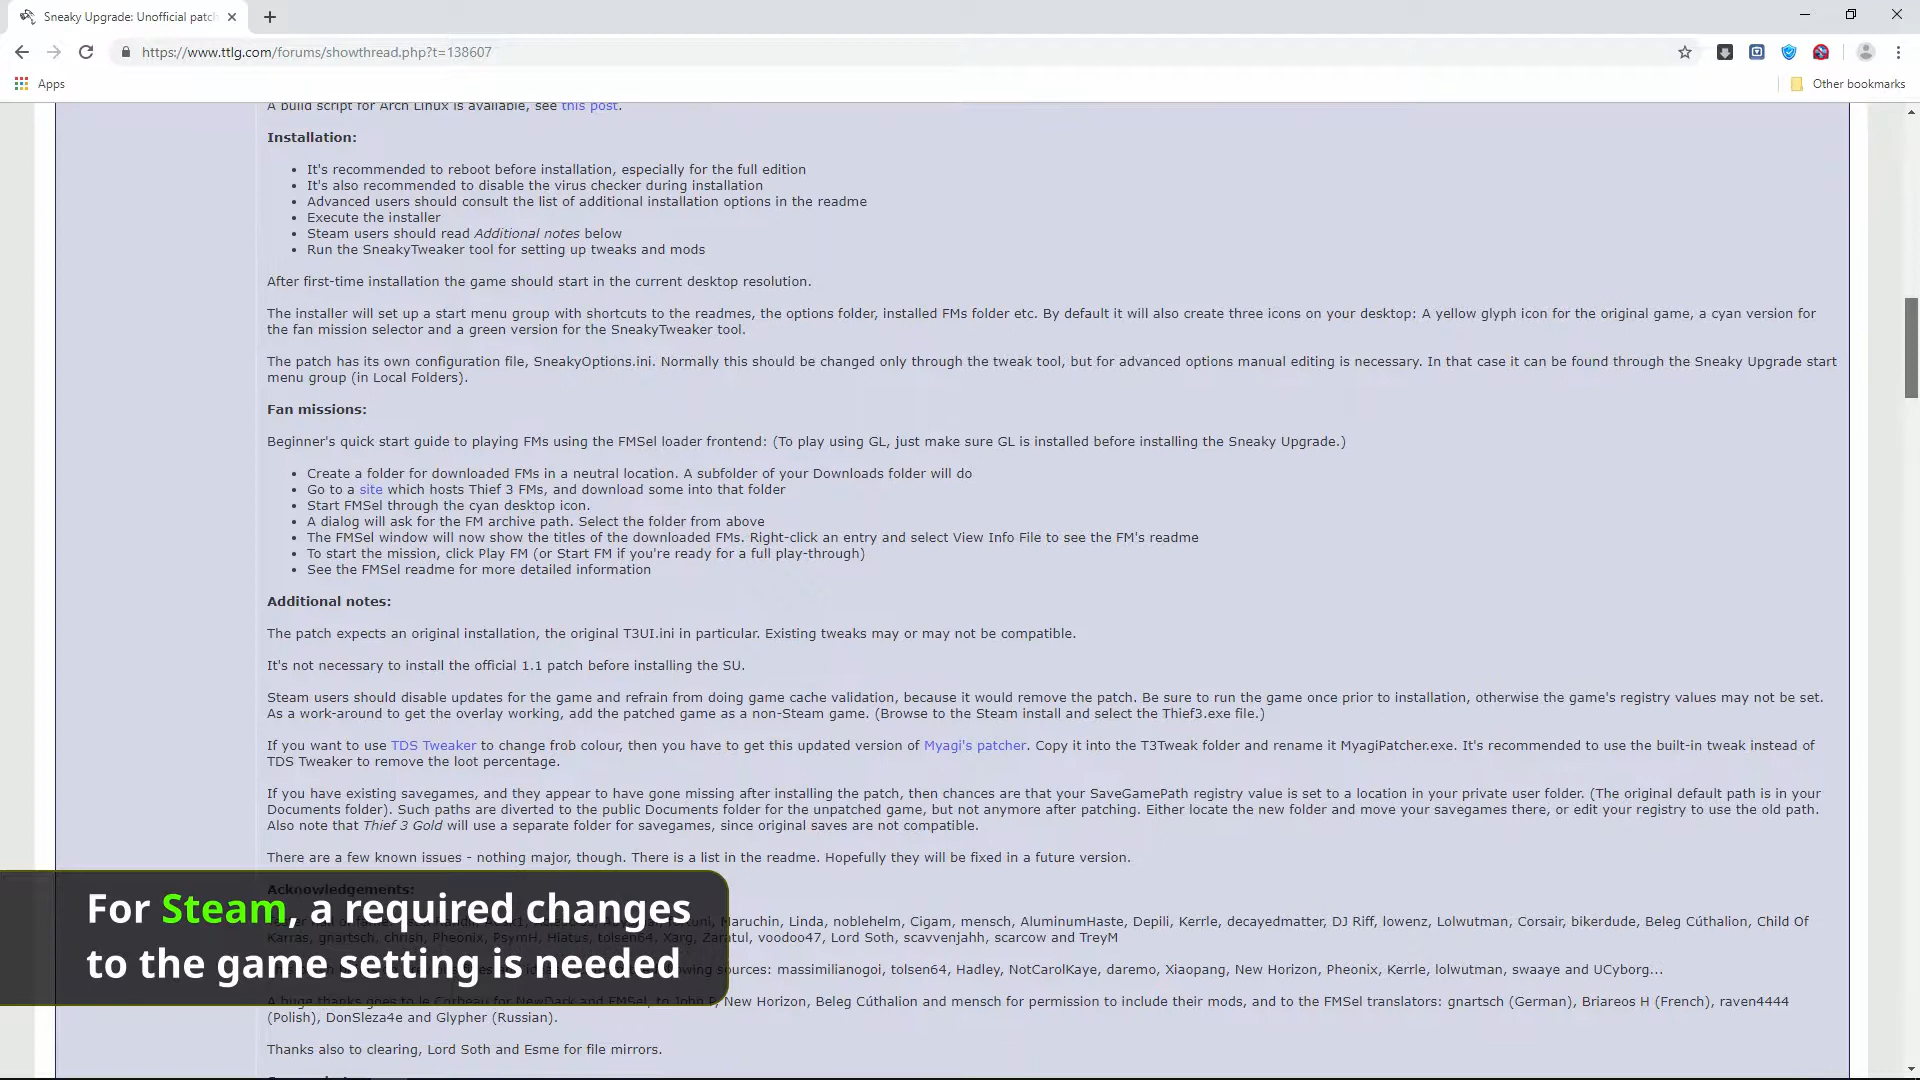 Sneaky Upgrade: Unofficial patch
https://www.ttlg.com/forums/showthread.php?t=138607
Apps
Other bookmarks
A build script for Arch Linux is available, see this post.
Installation:
• It's recommended to reboot before installation, especially for the full edition
• It's also recommended to disable the virus checker during installation
• Advanced users should consult the list of additional installation options in the readme
• Execute the installer
• Steam users should read Additional notes below
• Run the SneakyTweaker tool for setting up tweaks and mods
After first-time installation the game should start in the current desktop resolution.
The installer will set up a start menu group with shortcuts to the readmes, the options folder, installed FMs folder etc. By default it will also create three icons on your desktop: A yellow glyph icon for the original game, a cyan version for
the fan mission selector and a green version for the SneakyTweaker tool.
The patch has its own configuration file, SneakyOptions.ini. Normally this should be changed only through the tweak tool, but for advanced options manual editing is necessary. In that case it can be found through the Sneaky Upgrade start
menu group (in Local Folders).
Fan missions:
Beginner's quick start guide to playing FMs using the FMSel loader frontend: (To play using GL, just make sure GL is installed before installing the Sneaky Upgrade.)
• Create a folder for downloaded FMs in a neutral location. A subfolder of your Downloads folder will do
• Go to a site which hosts Thief 3 FMs, and download some into that folder
• Start FMSel through the cyan desktop icon.
• A dialog will ask for the FM archive path. Select the folder from above
• The FMSel window will now show the titles of the downloaded FMs. Right-click an entry and select View Info File to see the FM's readme
• To start the mission, click Play FM (or Start FM if you're ready for a full play-through)
• See the FMSel readme for more detailed information
Additional notes:
The patch expects an original installation, the original T3UI.ini in particular. Existing tweaks may or may not be compatible.
It's not necessary to install the official 1.1 patch before installing the SU.
Steam users should disable updates for the game and refrain from doing game cache validation, because it would remove the patch. Be sure to run the game once prior to installation, otherwise the game's registry values may not be set.
As a work-around to get the overlay working, add the patched game as a non-Steam game. (Browse to the Steam install and select the Thief3.exe file.)
If you want to use TDS Tweaker to change frob colour, then you have to get this updated version of Myagi's patcher. Copy it into the T3Tweak folder and rename it MyagiPatcher.exe. It's recommended to use the built-in tweak instead of
TDS Tweaker to remove the loot percentage.
If you have existing savegames, and they appear to have gone missing after installing the patch, then chances are that your SaveGamePath registry value is set to a location in your private user folder. (The original default path is in your
Documents folder). Such paths are diverted to the public Documents folder for the unpatched game, but not anymore after patching. Either locate the new folder and move your savegames there, or edit your registry to use the old path.
Also note that Thief 3 Gold will use a separate folder for savegames, since original saves are not compatible.
There are a few known issues - nothing major, though. There is a list in the readme. Hopefully they will be fixed in a future version.
Acknowledgements:
Maruchin, Linda, noblehelm, Cigam, mensch, AluminumHaste, Depili, Kerrle, decayedmatter, DJ Riff, lowenz, Lolwutman, Corsair, bikerdude, Beleg Cúthalion, Child Of
Karras, gnartsch, chrish, Pheonix, PsymH, Hiatus, tolsen64, Xarg, Zaratul, voodoo47, Lord Soth, scavvenjahh, scarcow and TreyM
sources: massimilianogoi, tolsen64, Hadley, NotCarolKaye, daremo, Xiaopang, New Horizon, Pheonix, Kerrle, lolwutman, swaaye and UCyborg...
A huge thanks goes to le Corbeau for NewDark and FMSel, to John P, New Horizon, Beleg Cúthalion and mensch for permission to include their mods, and to the FMSel translators: gnartsch (German), Briareos H (French), raven4444
(Polish), DonSleza4e and Glypher (Russian).
Thanks also to clearing, Lord Soth and Esme for file mirrors.
For Steam, a required changes
to the game setting is needed